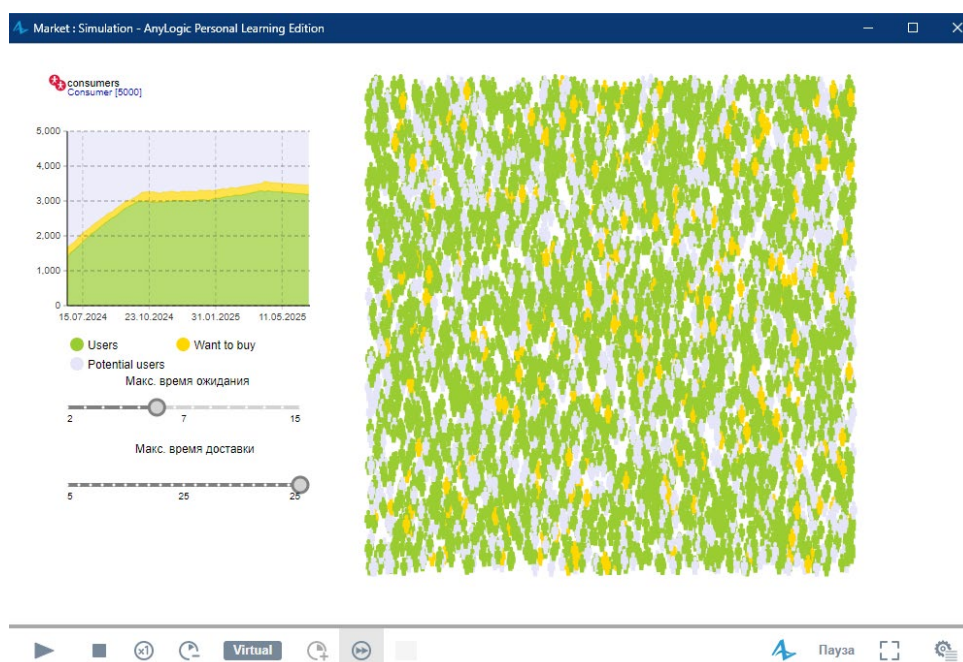 Market : Simulation - AnyLogic Personal Learning Edition
consumers
Consumer [5000]
5,000
4,000
3,000
2,000
1,000
0
15.07.2024 23.10.2024 31.01.2025 11.05.2025
Users Want to buy
Potential users
Макс. время ожидания
2 7 15
Макс. время доставки
5 25 25
x1 Virtual Пауза